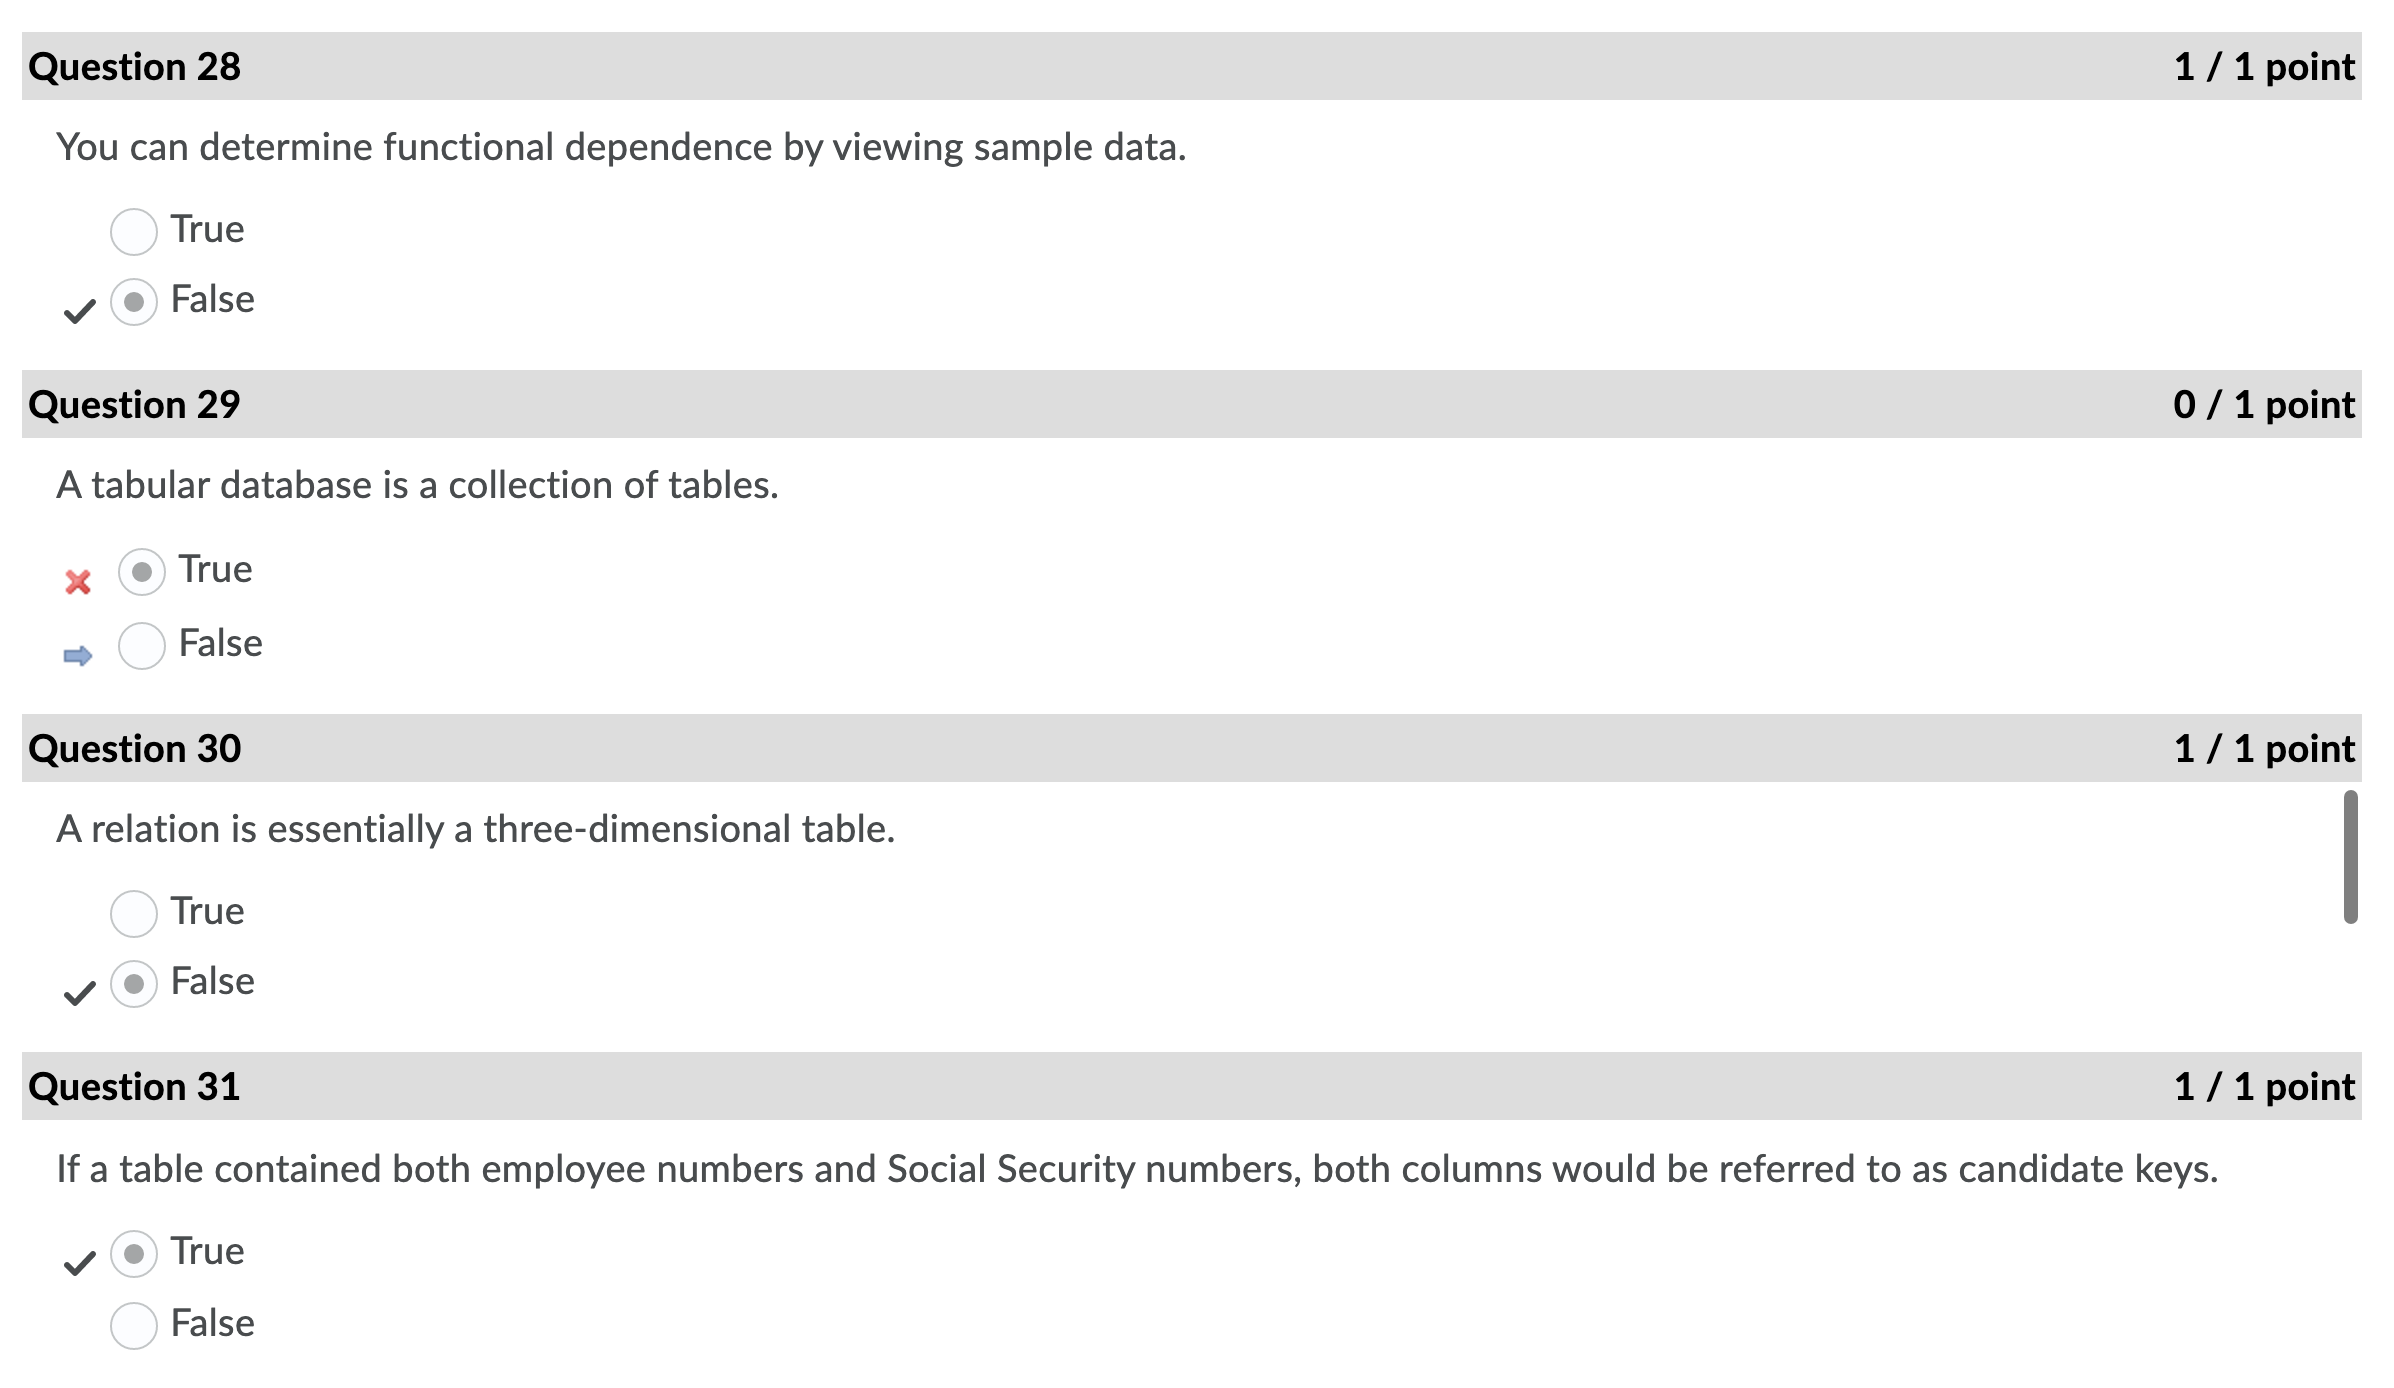 Question 28 1 / 1 point
You can determine functional dependence by viewing sample data.
True
False
Question 29 0 / 1 point
A tabular database is a collection of tables.
True
False
Question 30 1 / 1 point
A relation is essentially a three-dimensional table.
True
False
Question 31 1 / 1 point
If a table contained both employee numbers and Social Security numbers, both columns would be referred to as candidate keys.
True
False